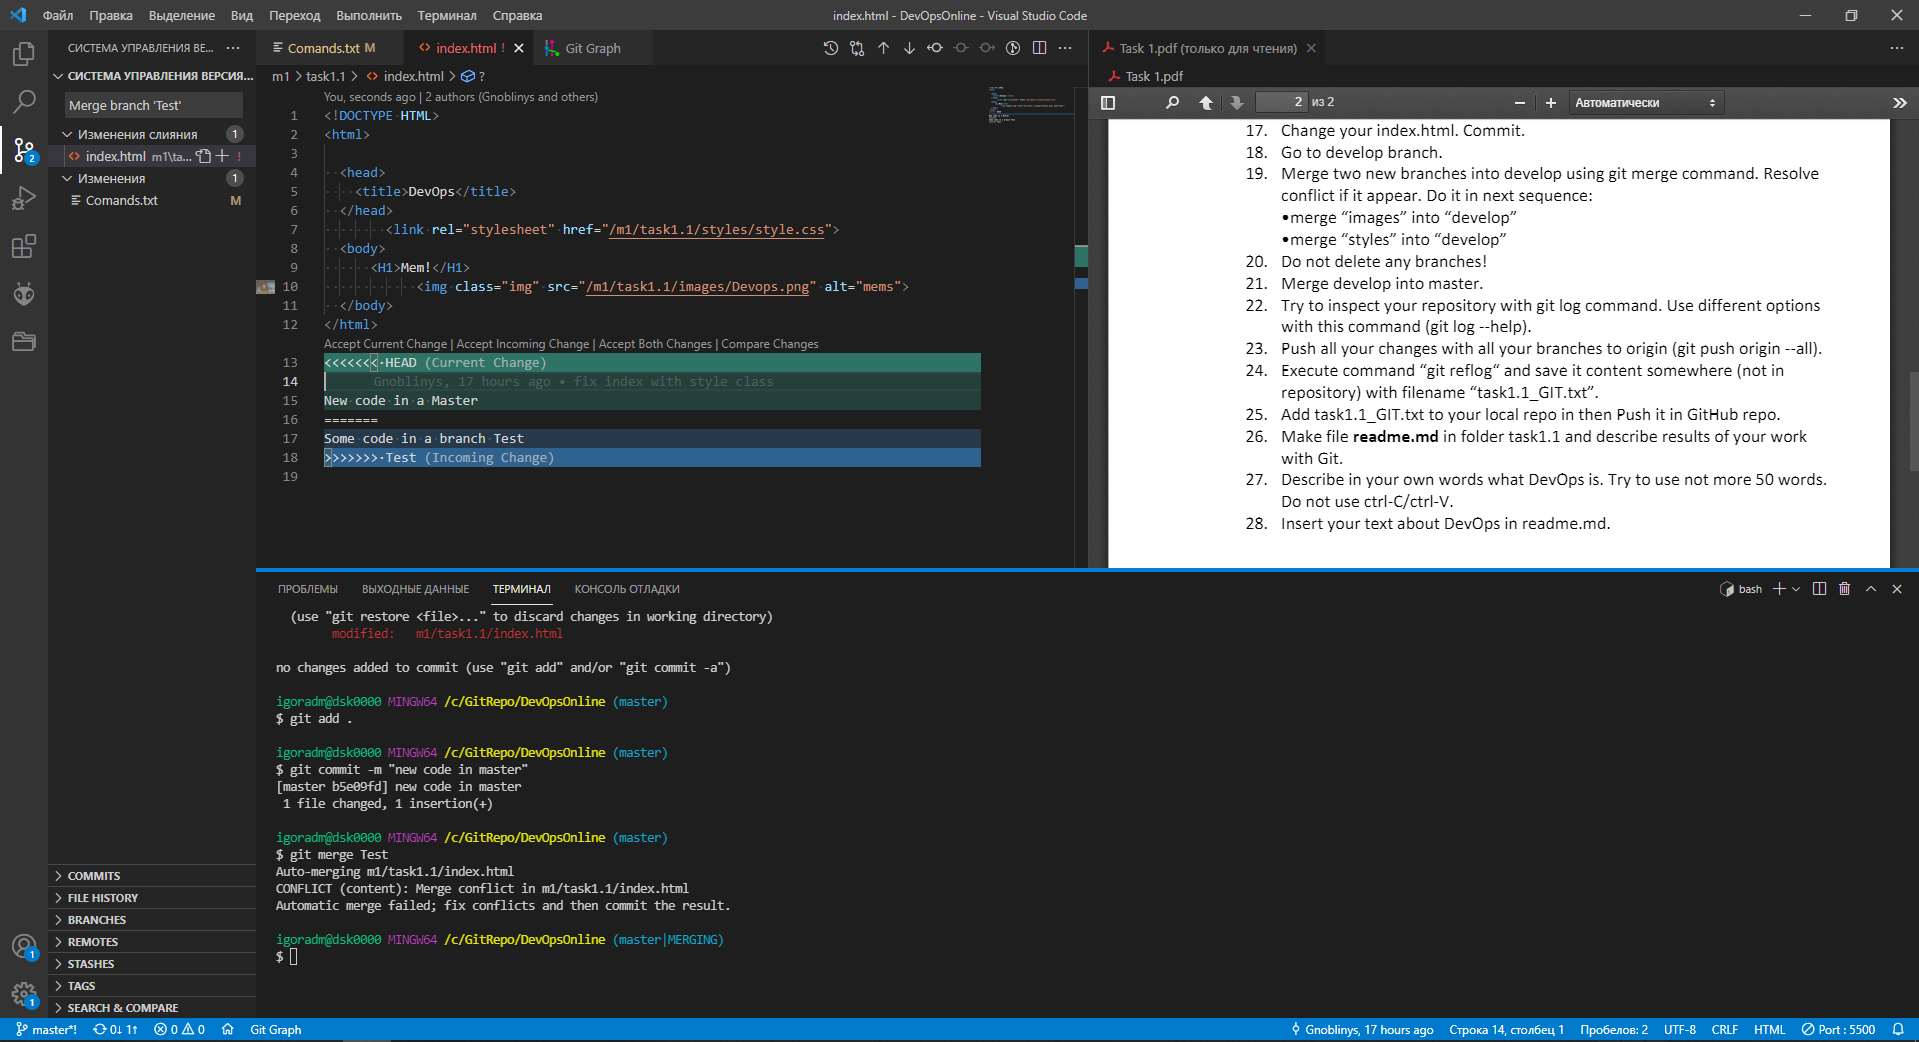 Файл Правка Выделение Вид Переход Выполнить Терминал Справка
index.html - DevOpsOnline - Visual Studio Code
СИСТЕМА УПРАВЛЕНИЯ ВЕ...
СИСТЕМА УПРАВЛЕНИЯ ВЕРСИЯ...
Merge branch 'Test'
Изменения слияния 1
index.html m1\ta... !
Изменения 1
Comands.txt M
2
COMMITS
FILE HISTORY
BRANCHES
REMOTES
STASHES
TAGS
SEARCH & COMPARE
1
1
Comands.txt M
index.html !
Git Graph
m1 > task1.1 > index.html > ?
You, seconds ago | 2 authors (Gnoblinys and others)
1 <!DOCTYPE HTML>
2 <html>
3
4 <head>
5 <title>DevOps</title>
6 </head>
7 <link rel="stylesheet" href="/m1/task1.1/styles/style.css">
8 <body>
9 <H1>Mem!</H1>
10 <img class="img" src="/m1/task1.1/images/Devops.png" alt="mems">
11 </body>
12 </html>
Accept Current Change | Accept Incoming Change | Accept Both Changes | Compare Changes
13 <<<<<<< HEAD (Current Change)
14 Gnoblinys, 17 hours ago • fix index with style class
15 New code in a Master
16 =======
17 Some code in a branch Test
18 >>>>>>> Test (Incoming Change)
19
Task 1.pdf (только для чтения)
Task 1.pdf
2 из 2
Автоматически
17. Change your index.html. Commit.
18. Go to develop branch.
19. Merge two new branches into develop using git merge command. Resolve
conflict if it appear. Do it in next sequence:
•merge “images” into “develop”
•merge “styles” into “develop”
20. Do not delete any branches!
21. Merge develop into master.
22. Try to inspect your repository with git log command. Use different options
with this command (git log --help).
23. Push all your changes with all your branches to origin (git push origin --all).
24. Execute command “git reflog“ and save it content somewhere (not in
repository) with filename “task1.1_GIT.txt”.
25. Add task1.1_GIT.txt to your local repo in then Push it in GitHub repo.
26. Make file readme.md in folder task1.1 and describe results of your work
with Git.
27. Describe in your own words what DevOps is. Try to use not more 50 words.
Do not use ctrl-C/ctrl-V.
28. Insert your text about DevOps in readme.md.
ПРОБЛЕМЫ ВЫХОДНЫЕ ДАННЫЕ ТЕРМИНАЛ КОНСОЛЬ ОТЛАДКИ
bash
(use "git restore <file>..." to discard changes in working directory)
modified: m1/task1.1/index.html
no changes added to commit (use "git add" and/or "git commit -a")
igoradm@dsk0000 MINGW64 /c/GitRepo/DevOpsOnline (master)
$ git add .
igoradm@dsk0000 MINGW64 /c/GitRepo/DevOpsOnline (master)
$ git commit -m "new code in master"
[master b5e09fd] new code in master
1 file changed, 1 insertion(+)
igoradm@dsk0000 MINGW64 /c/GitRepo/DevOpsOnline (master)
$ git merge Test
Auto-merging m1/task1.1/index.html
CONFLICT (content): Merge conflict in m1/task1.1/index.html
Automatic merge failed; fix conflicts and then commit the result.
igoradm@dsk0000 MINGW64 /c/GitRepo/DevOpsOnline (master|MERGING)
$
master*! 0↓ 1↑ 0 0 Git Graph
Gnoblinys, 17 hours ago Строка 14, столбец 1 Пробелов: 2 UTF-8 CRLF HTML Port : 5500